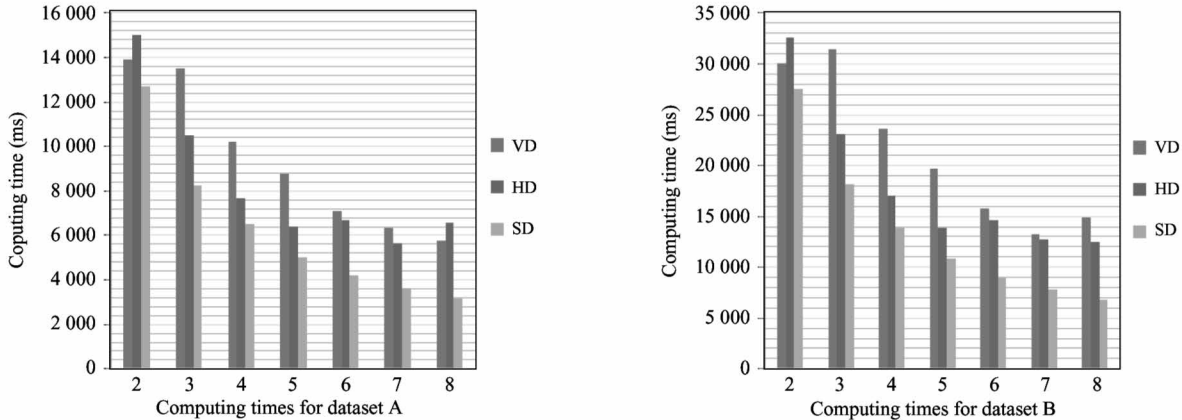 16 000
14 000
12 000
10 000
8 000
6 000
4 000
2 000
0
Coputing time (ms)
2 3 4 5 6 7 8
Computing times for dataset A
VD
HD
SD
35 000
30 000
25 000
20 000
15 000
10 000
5 000
0
Computing time (ms)
2 3 4 5 6 7 8
Computing times for dataset B
VD
HD
SD